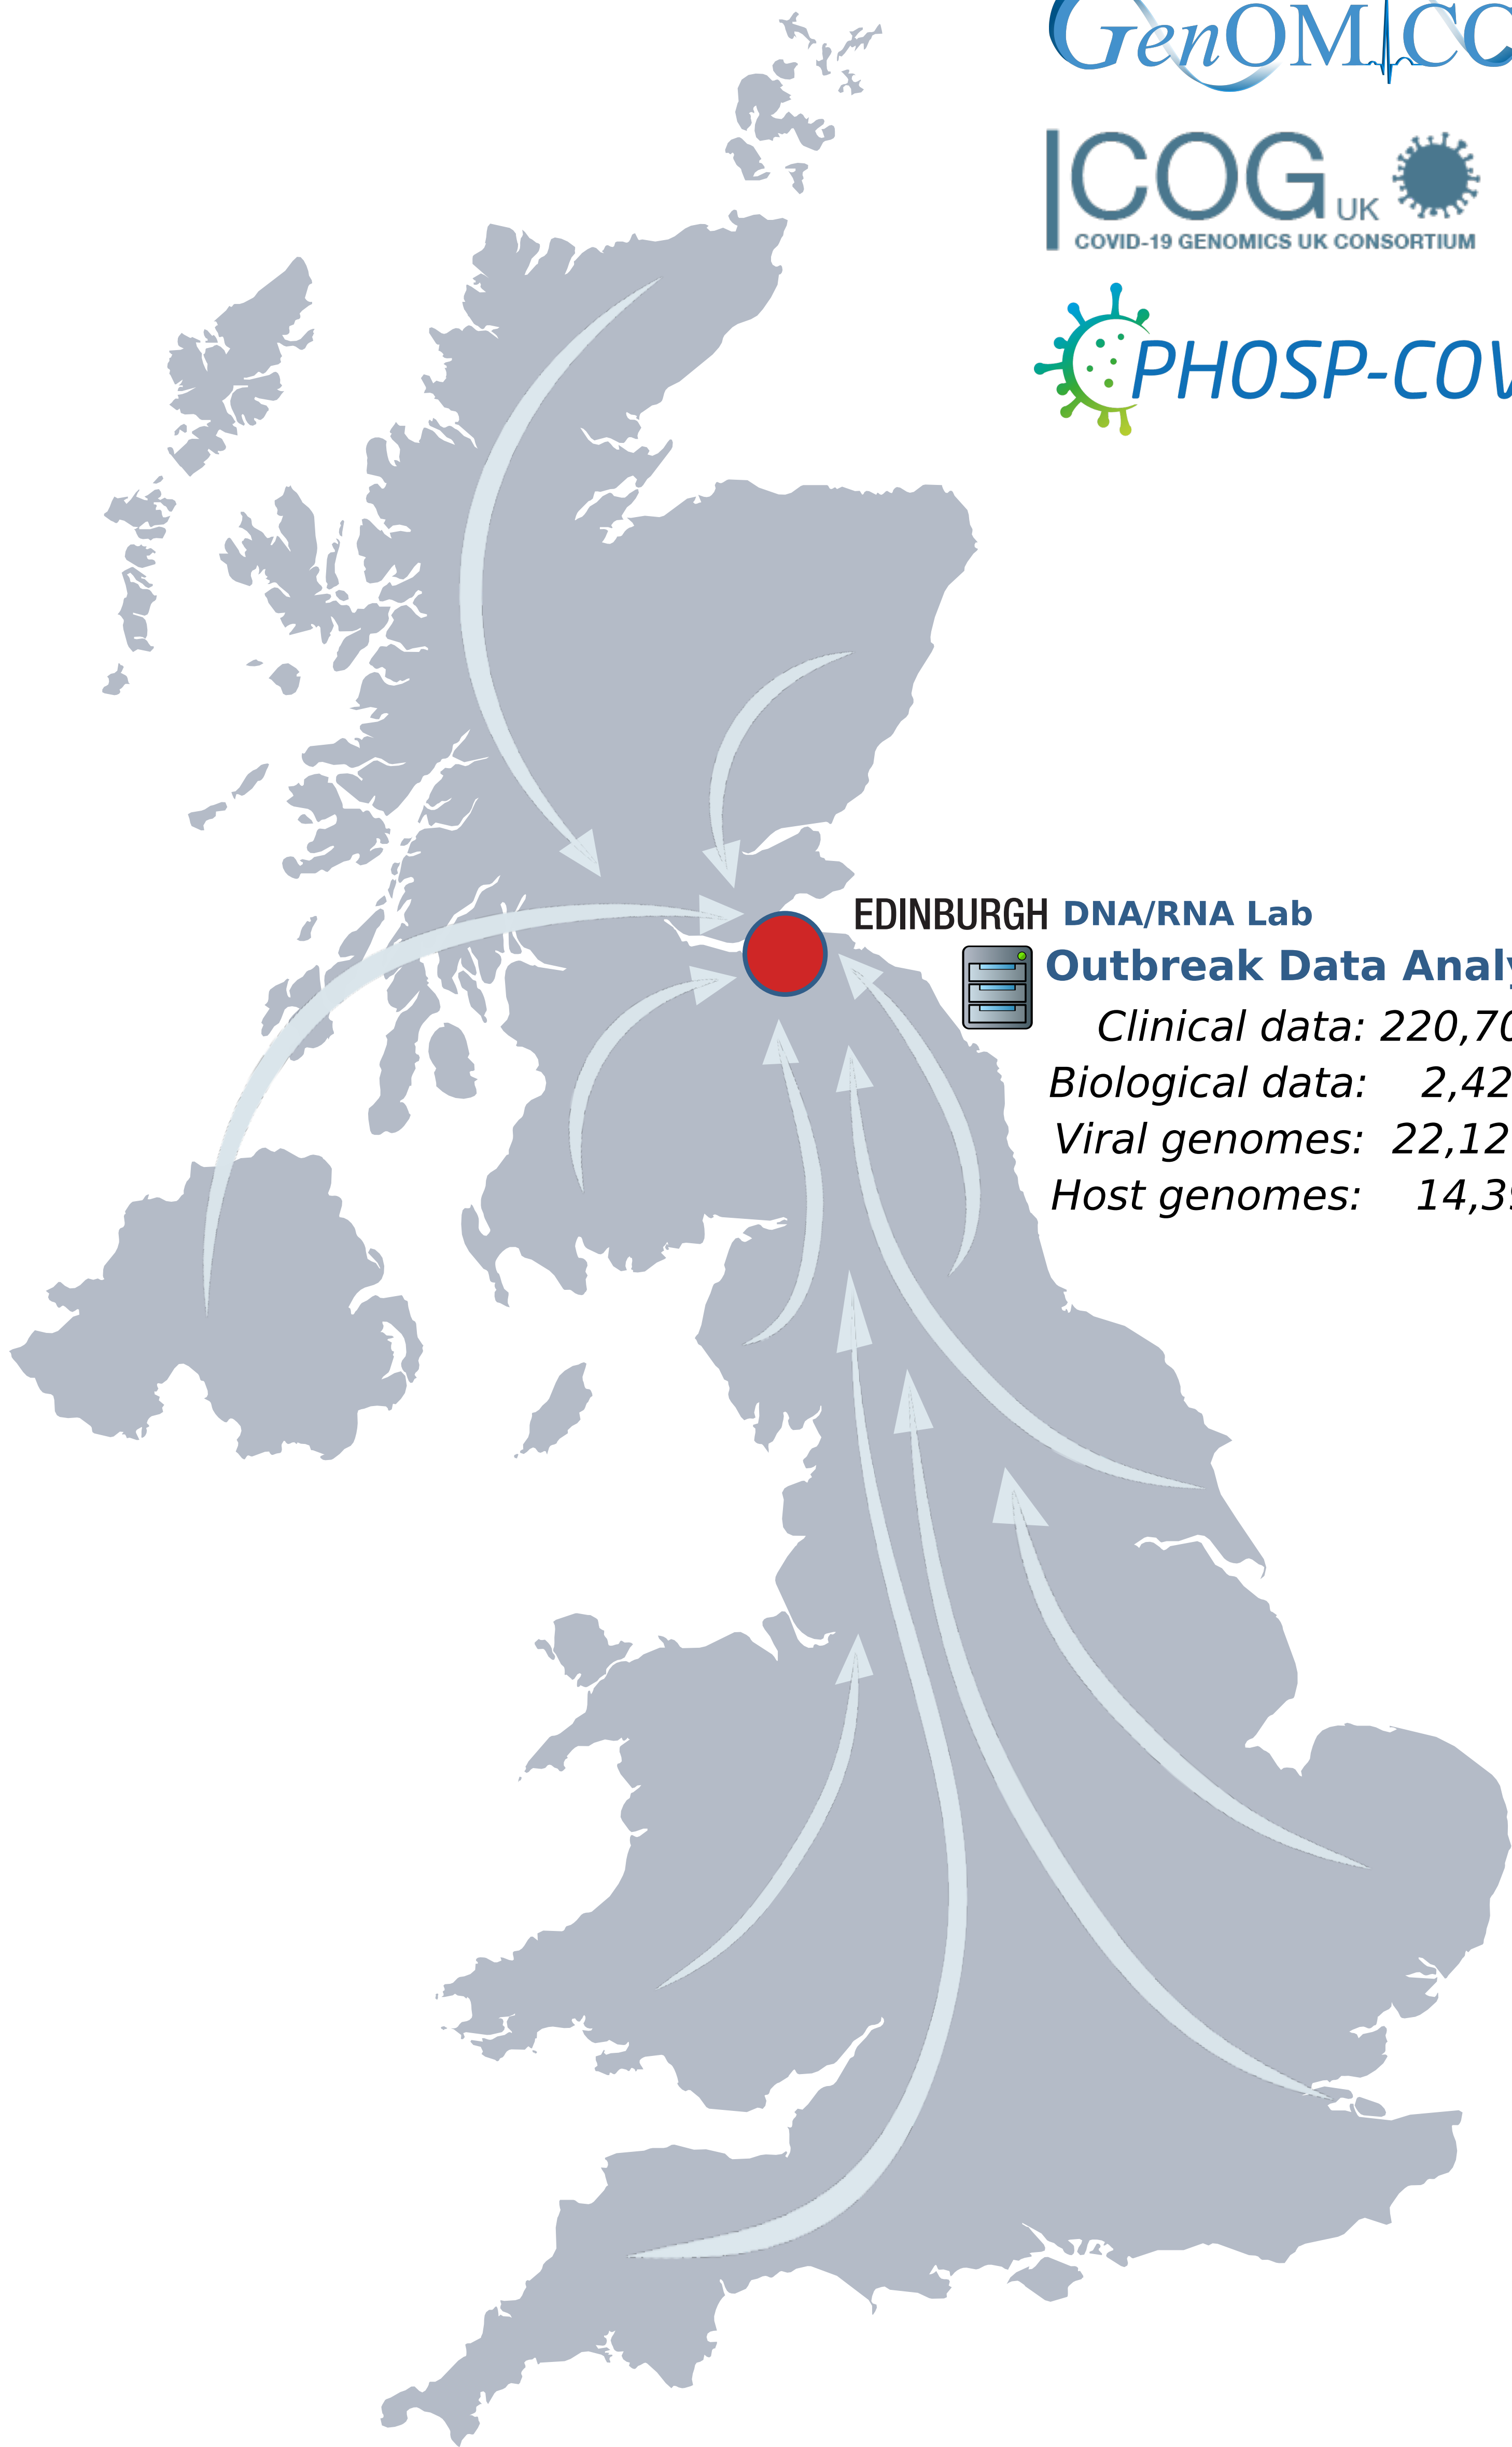 GenOMICC
COG UK
COVID-19 GENOMICS UK CONSORTIUM
PHOSP-COV
EDINBURGH DNA/RNA Lab
Outbreak Data Analy
Clinical data: 220,70
Biological data: 2,42
Viral genomes: 22,12
Host genomes: 14,39